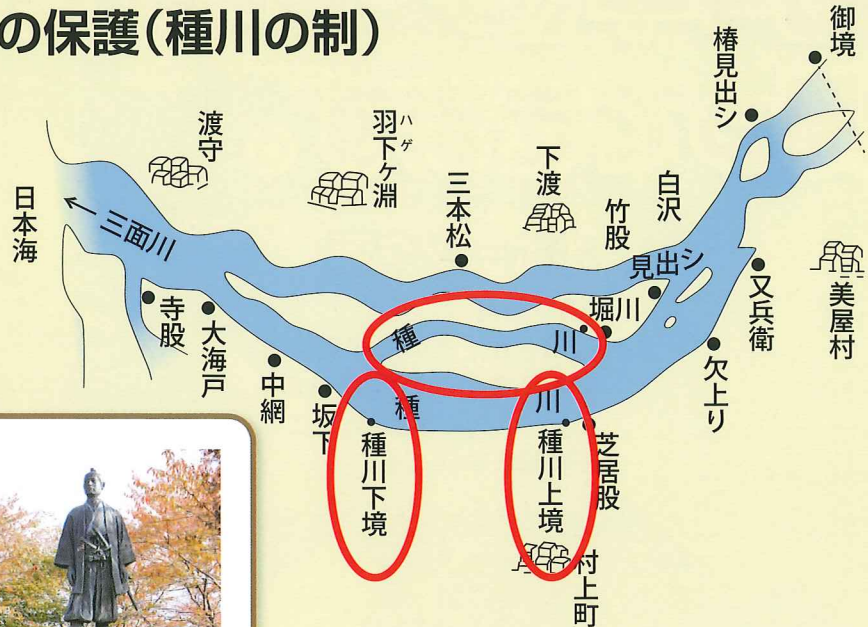 の保護(種川の制)
御境
椿見出シ
渡守
羽下ヶ淵
ハゲ
下渡
三本松
竹股
白沢
見出シ
日本海
←三面川
堀川
種川
種川
又兵衛
美屋村
欠上り
寺股
大海戸
中網
坂下
種川下境
種川上境
芝居股
村上町